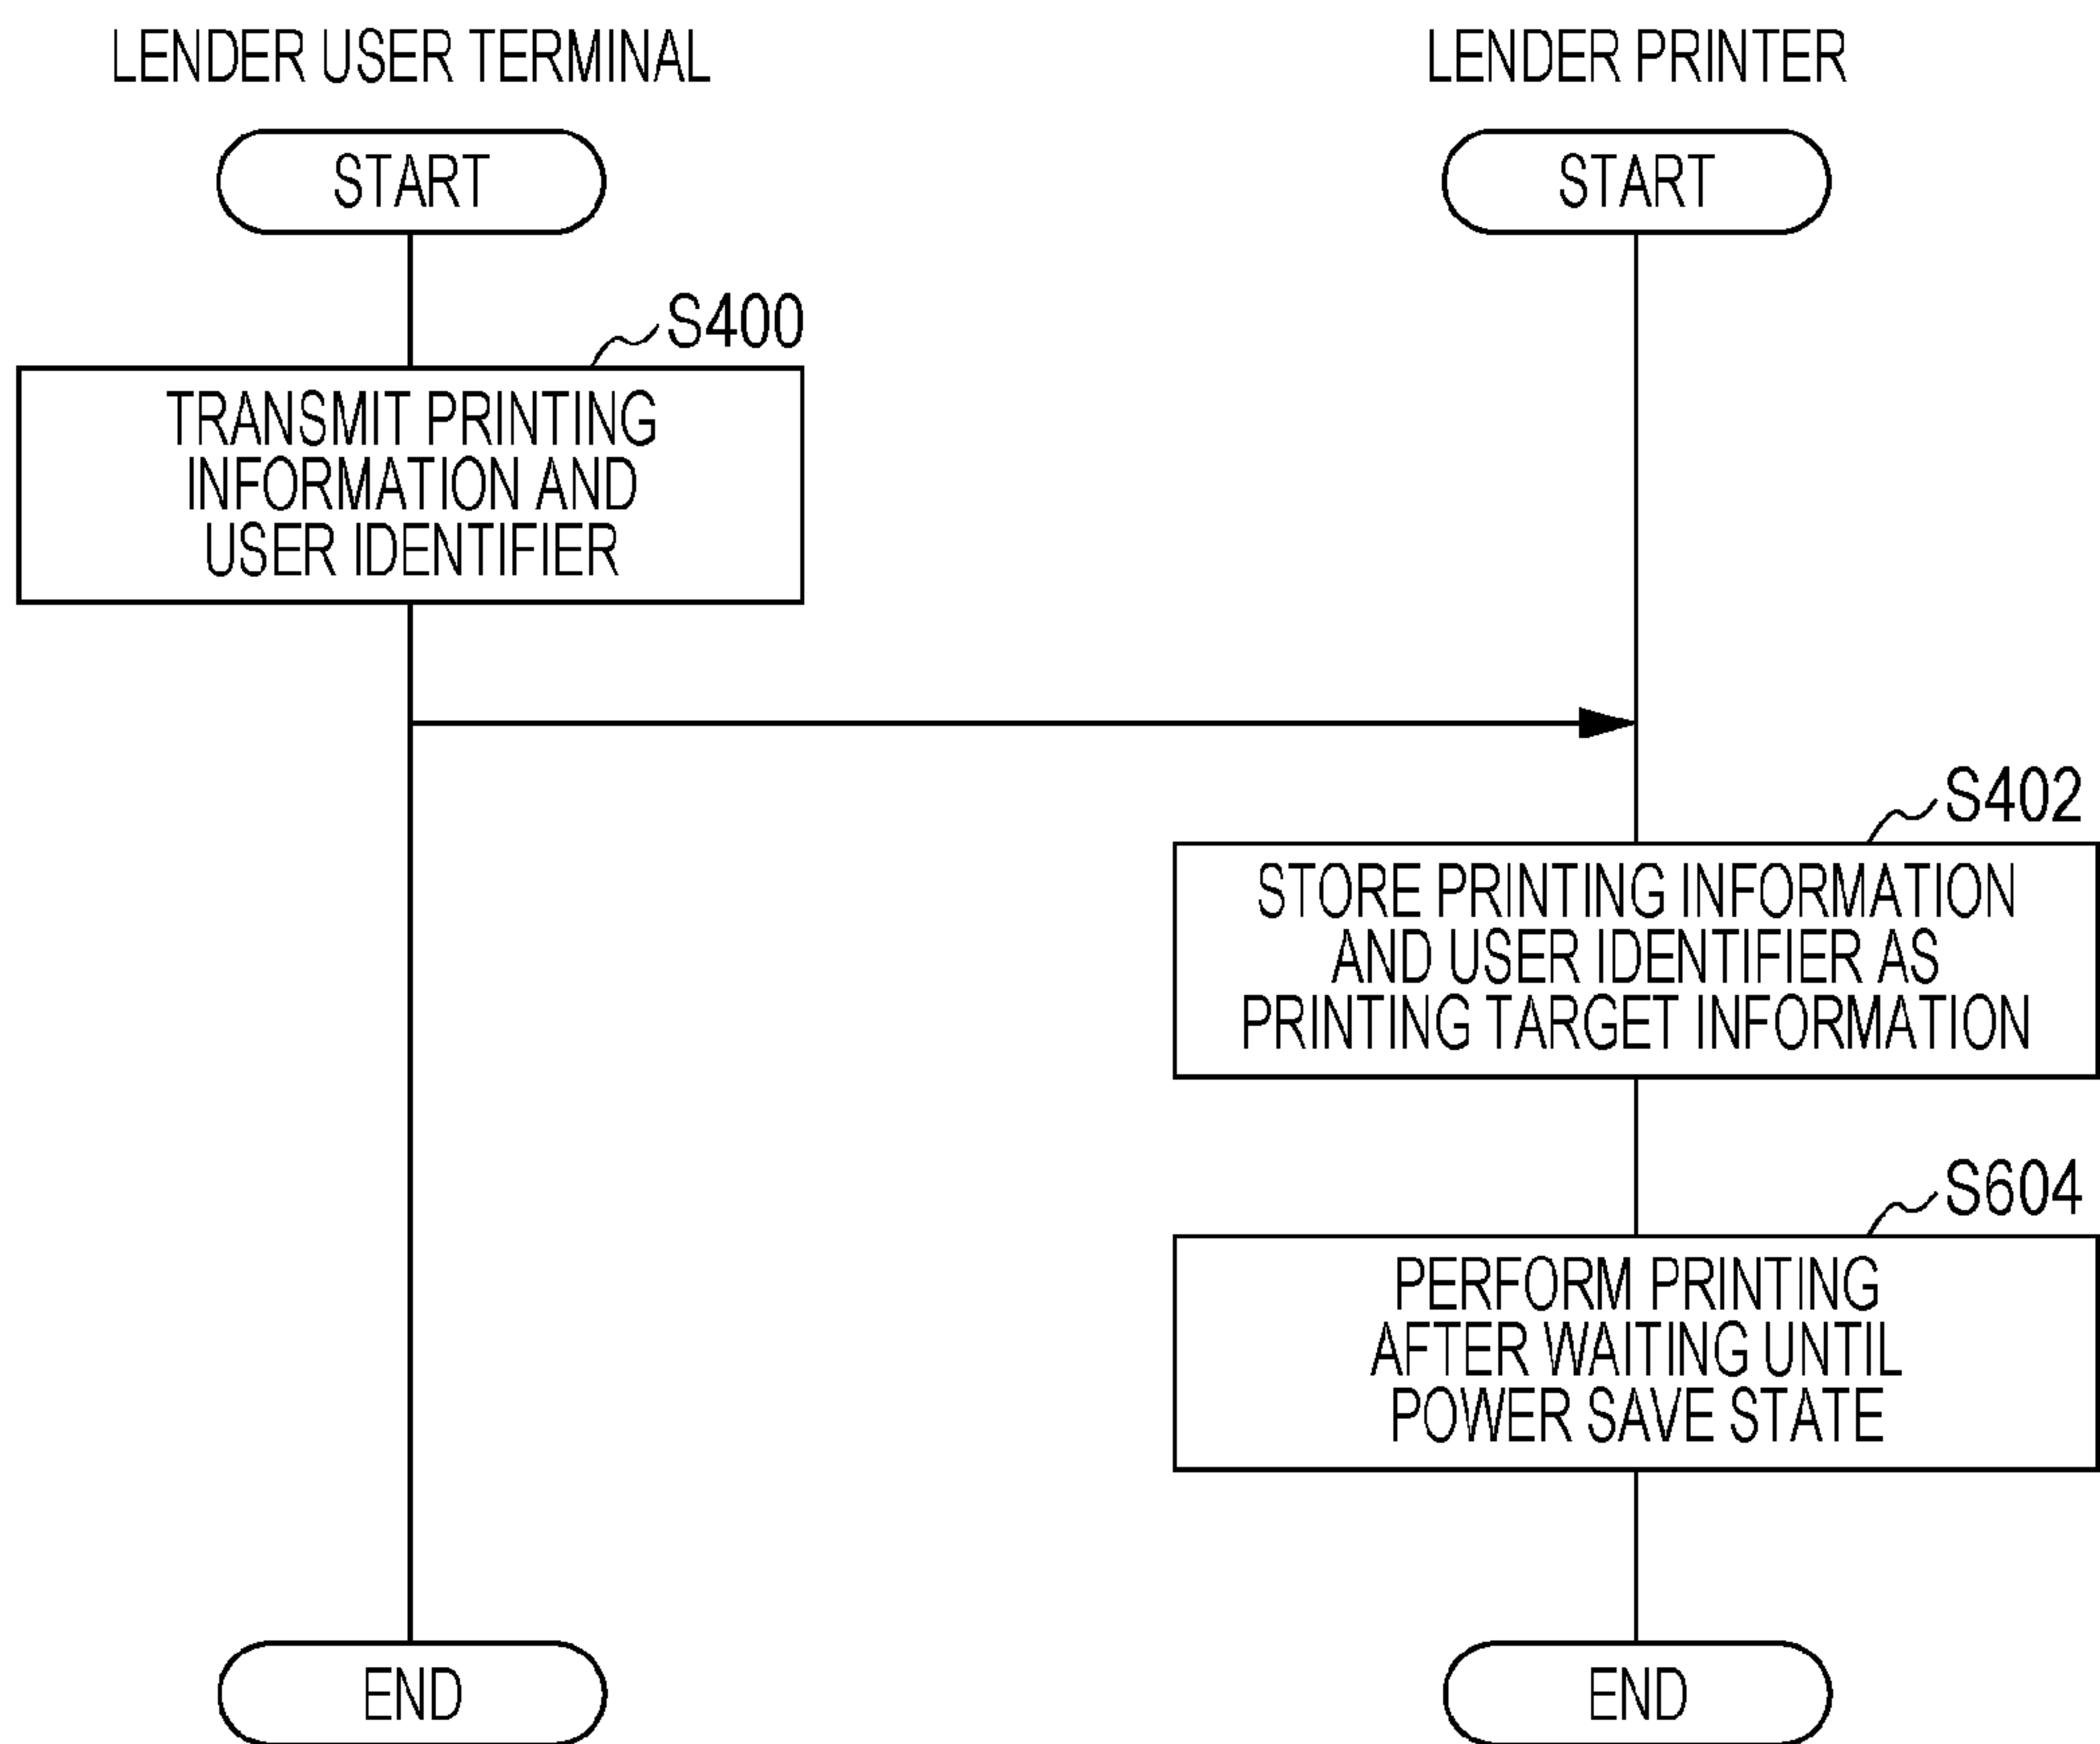 LENDER USER TERMINAL
LENDER PRINTER
START
START
S400
TRANSMIT PRINTING
INFORMATION AND
USER IDENTIFIER
S402
STORE PRINTING INFORMATION
AND USER IDENTIFIER AS
PRINTING TARGET INFORMATION
S604
PERFORM PRINTING
AFTER WAITING UNTIL
POWER SAVE STATE
END
END